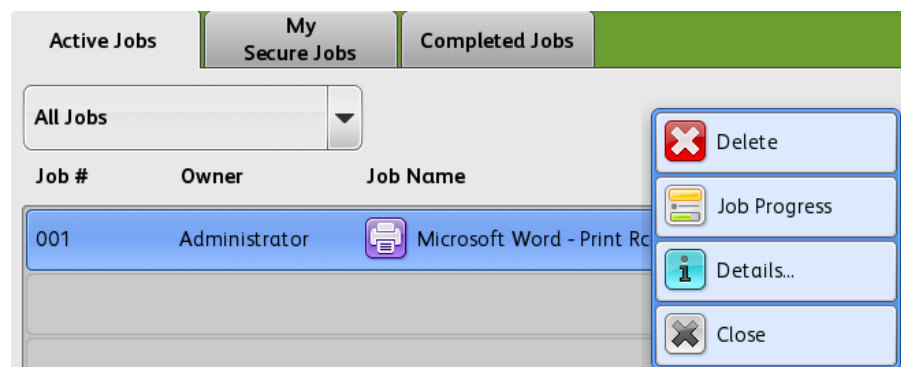 Active Jobs
My
Secure Jobs
Completed Jobs
All Jobs
Delete
Job # Owner Job Name
Job Progress
001 Administrator Microsoft Word - Print
Details...
Close